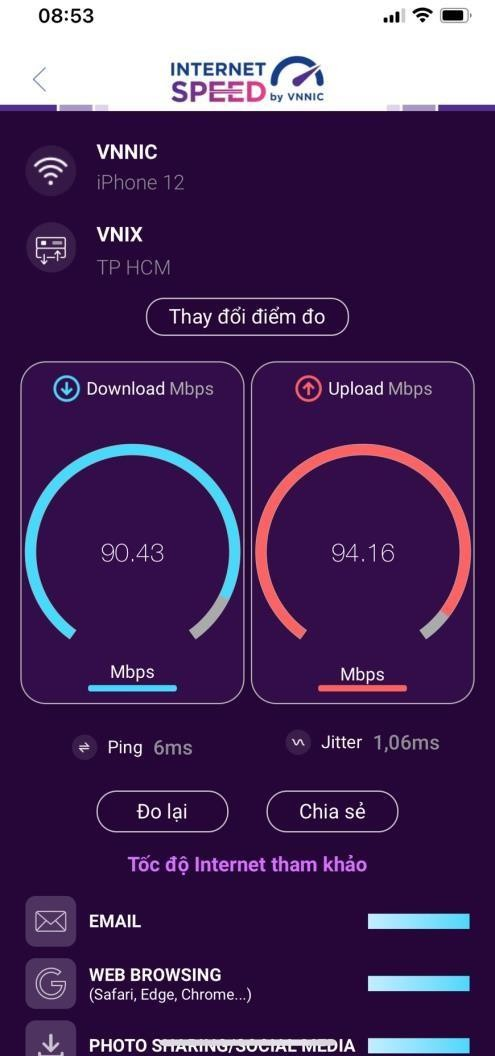 08:53
INTERNET
SPEED by VNNIC
VNNIC
iPhone 12
VNIX
TP HCM
Thay đổi điểm đo
Download Mbps
Upload Mbps
90.43
94.16
Mbps
Mbps
Ping 6ms
Jitter 1,06ms
Đo lại
Chia sẻ
Tốc độ Internet tham khảo
EMAIL
WEB BROWSING
(Safari, Edge, Chrome...)
PHOTO SHARING/SOCIAL MEDIA